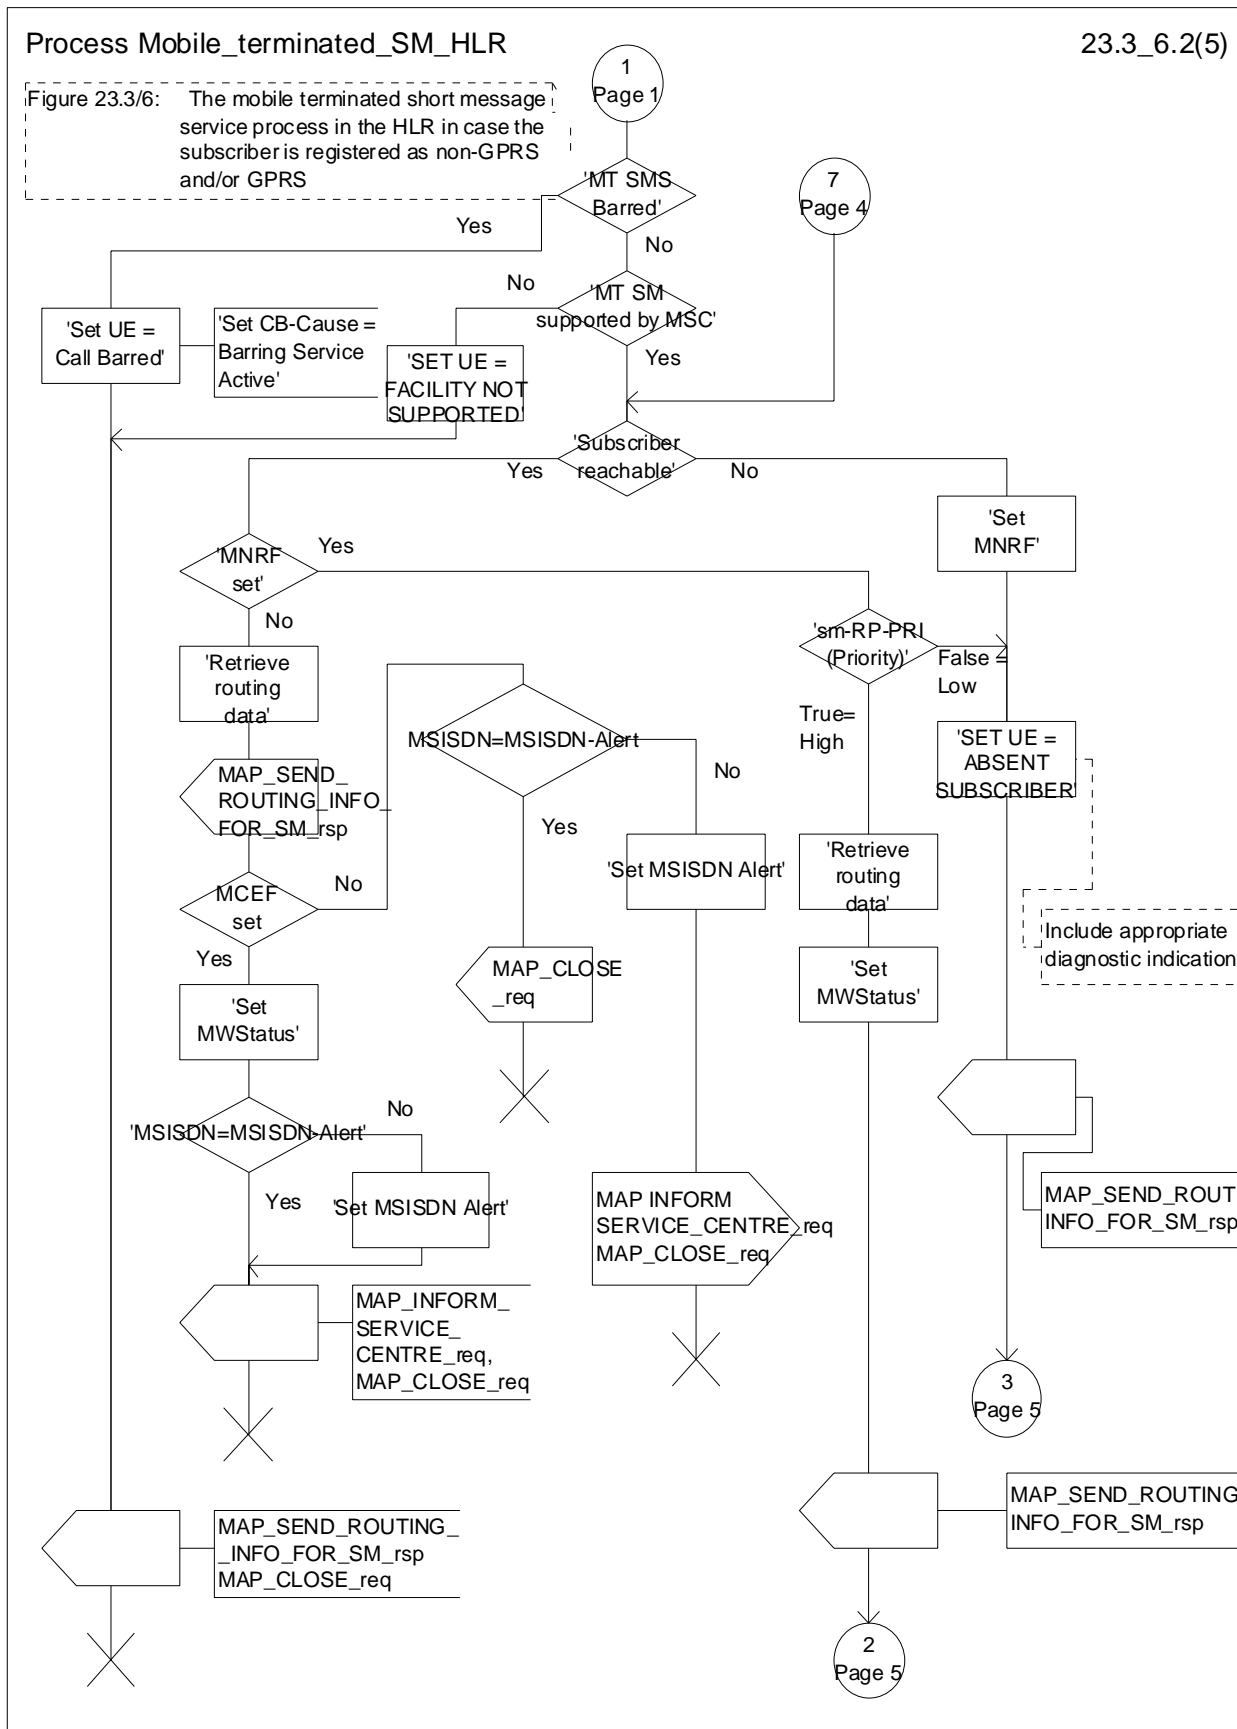 Process Mobile_terminated_SM_HLR
23.3_6.2(5)
Figure 23.3/6: The mobile terminated short message
service process in the HLR in case the
subscriber is registered as non-GPRS
and/or GPRS
1
Page 1
'MT SMS
Barred'
7
Page 4
Yes
No
No
'MT SM
supported by MSC'
'Set UE =
Call Barred'
'Set CB-Cause =
Barring Service
Active'
'SET UE =
FACILITY NOT
SUPPORTED'
Yes
'Subscriber
reachable'
Yes
No
'Set
MNRF'
'MNRF
set'
Yes
No
'sm-RP-PRI
(Priority)'
False =
Low
True=
High
'Retrieve
routing
data'
MSISDN=MSISDN-Alert
No
Yes
'SET UE =
ABSENT
SUBSCRIBER'
MAP_SEND_
ROUTING_INFO_
FOR_SM_rsp
'Set MSISDN Alert'
'Retrieve
routing
data'
MCEF
set
No
Yes
Include appropriate
diagnostic indication
MAP_CLOSE
_req
'Set
MWStatus'
'Set
MWStatus'
'MSISDN=MSISDN-Alert'
No
Yes
'Set MSISDN Alert'
MAP INFORM
SERVICE_CENTRE_req
MAP_CLOSE_req
MAP_SEND_ROUTI
INFO_FOR_SM_rsp
MAP_INFORM_
SERVICE_
CENTRE_req,
MAP_CLOSE_req
3
Page 5
MAP_SEND_ROUTING_
_INFO_FOR_SM_rsp
MAP_CLOSE_req
MAP_SEND_ROUTING
INFO_FOR_SM_rsp
2
Page 5